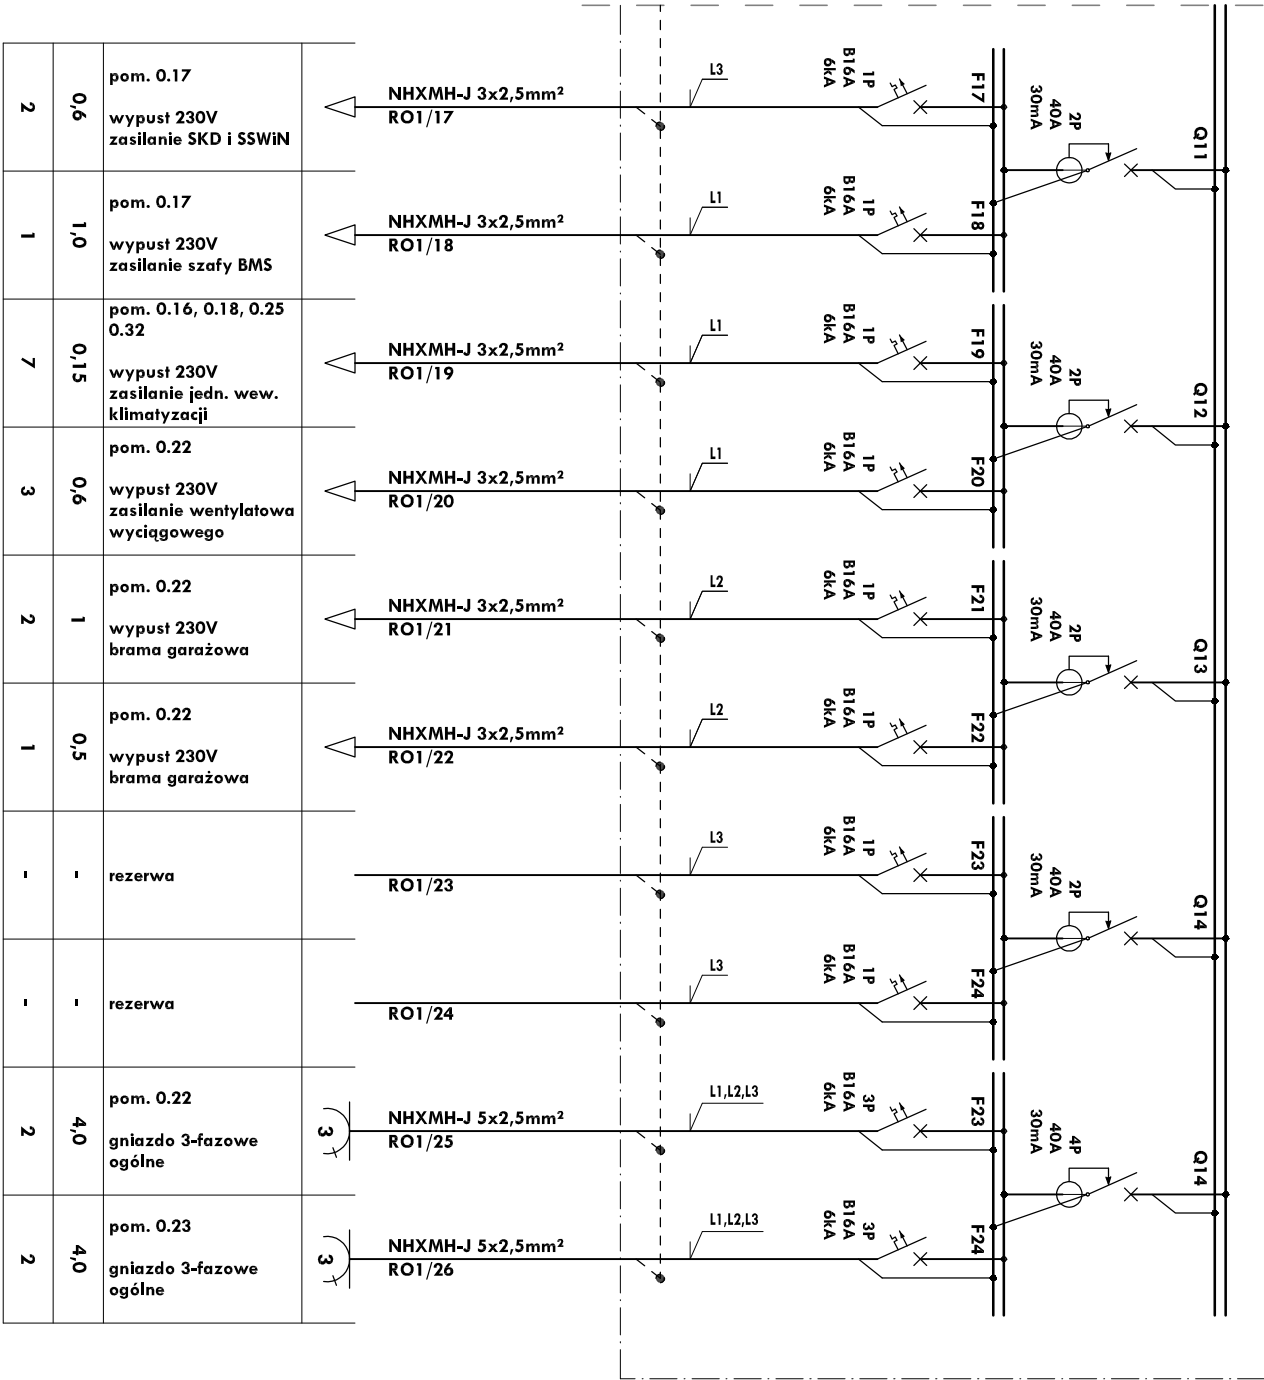 2
0,6
pom. 0.17
wypust 230V
zasilanie SKD i SSWiN
NHXMH-J 3x2,5mm²
RO1/17
L3
B16A 1P
6kA
F17
2P
40A
30mA
Q11
1
1,0
pom. 0.17
wypust 230V
zasilanie szafy BMS
NHXMH-J 3x2,5mm²
RO1/18
L1
B16A 1P
6kA
F18
7
0,15
pom. 0.16, 0.18, 0.25
0.32
wypust 230V
zasilanie jedn. wew.
klimatyzacji
NHXMH-J 3x2,5mm²
RO1/19
L1
B16A 1P
6kA
F19
2P
40A
30mA
Q12
3
0,6
pom. 0.22
wypust 230V
zasilanie wentylatowa
wyciągowego
NHXMH-J 3x2,5mm²
RO1/20
L1
B16A 1P
6kA
F20
2
1
pom. 0.22
wypust 230V
brama garażowa
NHXMH-J 3x2,5mm²
RO1/21
L2
B16A 1P
6kA
F21
2P
40A
30mA
Q13
1
0,5
pom. 0.22
wypust 230V
brama garażowa
NHXMH-J 3x2,5mm²
RO1/22
L2
B16A 1P
6kA
F22
-
-
rezerwa
RO1/23
L3
B16A 1P
6kA
F23
2P
40A
30mA
Q14
-
-
rezerwa
RO1/24
L3
B16A 1P
6kA
F24
2
4,0
pom. 0.22
gniazdo 3-fazowe
ogólne
3
NHXMH-J 5x2,5mm²
RO1/25
L1,L2,L3
B16A 3P
6kA
F23
4P
40A
30mA
Q14
2
4,0
pom. 0.23
gniazdo 3-fazowe
ogólne
3
NHXMH-J 5x2,5mm²
RO1/26
L1,L2,L3
B16A 3P
6kA
F24